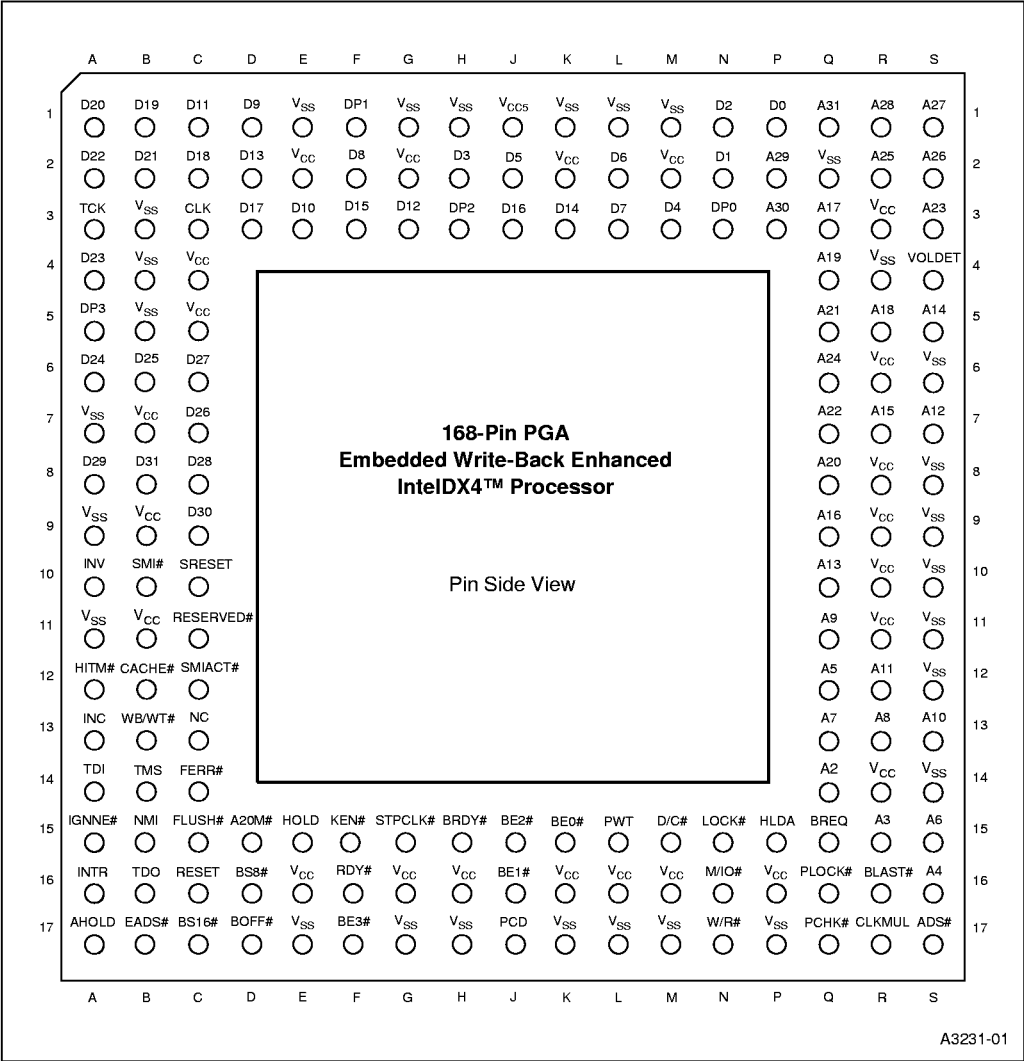 A B C D E F G H J K L M N P Q R S
D20 D19 D11 D9 VSS DP1 VSS VSS VCC5 VSS VSS VSS D2 D0 A31 A28 A27
1 1
D22 D21 D18 D13 VCC D8 VCC D3 D5 VCC D6 VCC D1 A29 VSS A25 A26
2 2
TCK VSS CLK D17 D10 D15 D12 DP2 D16 D14 D7 D4 DP0 A30 A17 VCC A23
3 3
D23 VSS VCC A19 VSS VOLDET
4 4
DP3 VSS VCC A21 A18 A14
5 5
D24 D25 D27 A24 VCC VSS
6 6
VSS VCC D26 A22 A15 A12
7 7
168-Pin PGA
Embedded Write-Back Enhanced
IntelDX4™ Processor
D29 D31 D28 A20 VCC VSS
8 8
VSS VCC D30 A16 VCC VSS
9 9
INV SMI# SRESET A13 VCC VSS
10 10
Pin Side View
VSS VCC RESERVED# A9 VCC VSS
11 11
HITM# CACHE# SMIACT# A5 A11 VSS
12 12
INC WB/WT# NC A7 A8 A10
13 13
TDI TMS FERR# A2 VCC VSS
14 14
IGNNE# NMI FLUSH# A20M# HOLD KEN# STPCLK# BRDY# BE2# BE0# PWT D/C# LOCK# HLDA BREQ A3 A6
15 15
INTR TDO RESET BS8# VCC RDY# VCC VCC BE1# VCC VCC VCC M/IO# VCC PLOCK# BLAST# A4
16 16
AHOLD EADS# BS16# BOFF# VSS BE3# VSS VSS PCD VSS VSS VSS W/R# VSS PCHK# CLKMUL ADS#
17 17
A B C D E F G H J K L M N P Q R S
A3231-01